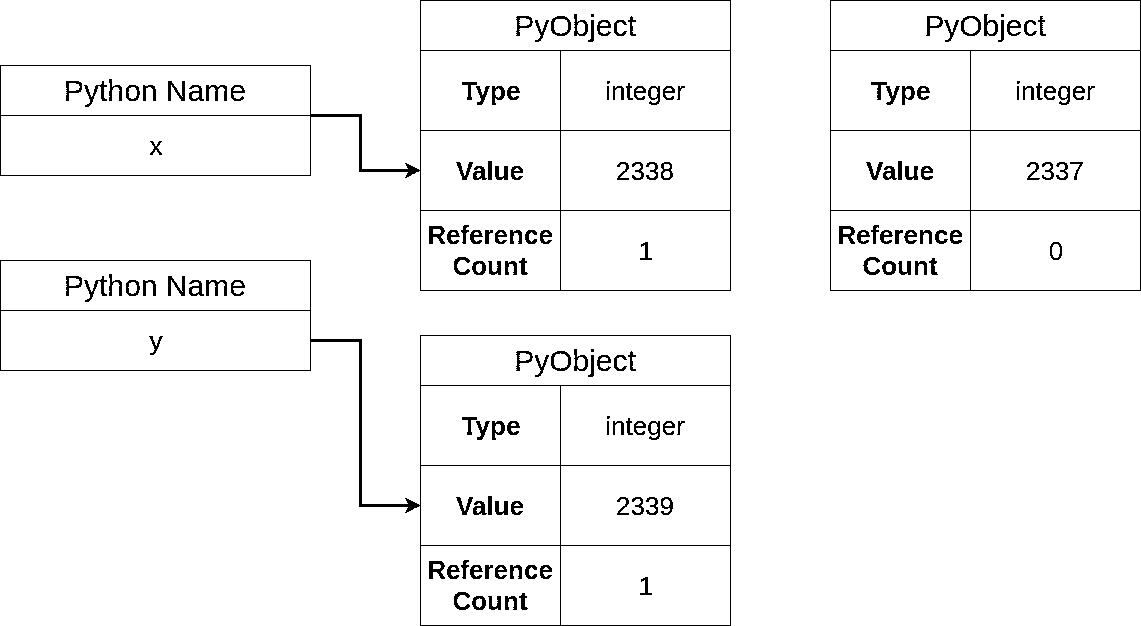 Python Name
x
PyObject
Type integer
Value 2338
Reference
Count
1
PyObject
Type integer
Value 2337
Reference
Count
0
Python Name
y
PyObject
Type integer
Value 2339
Reference
Count
1